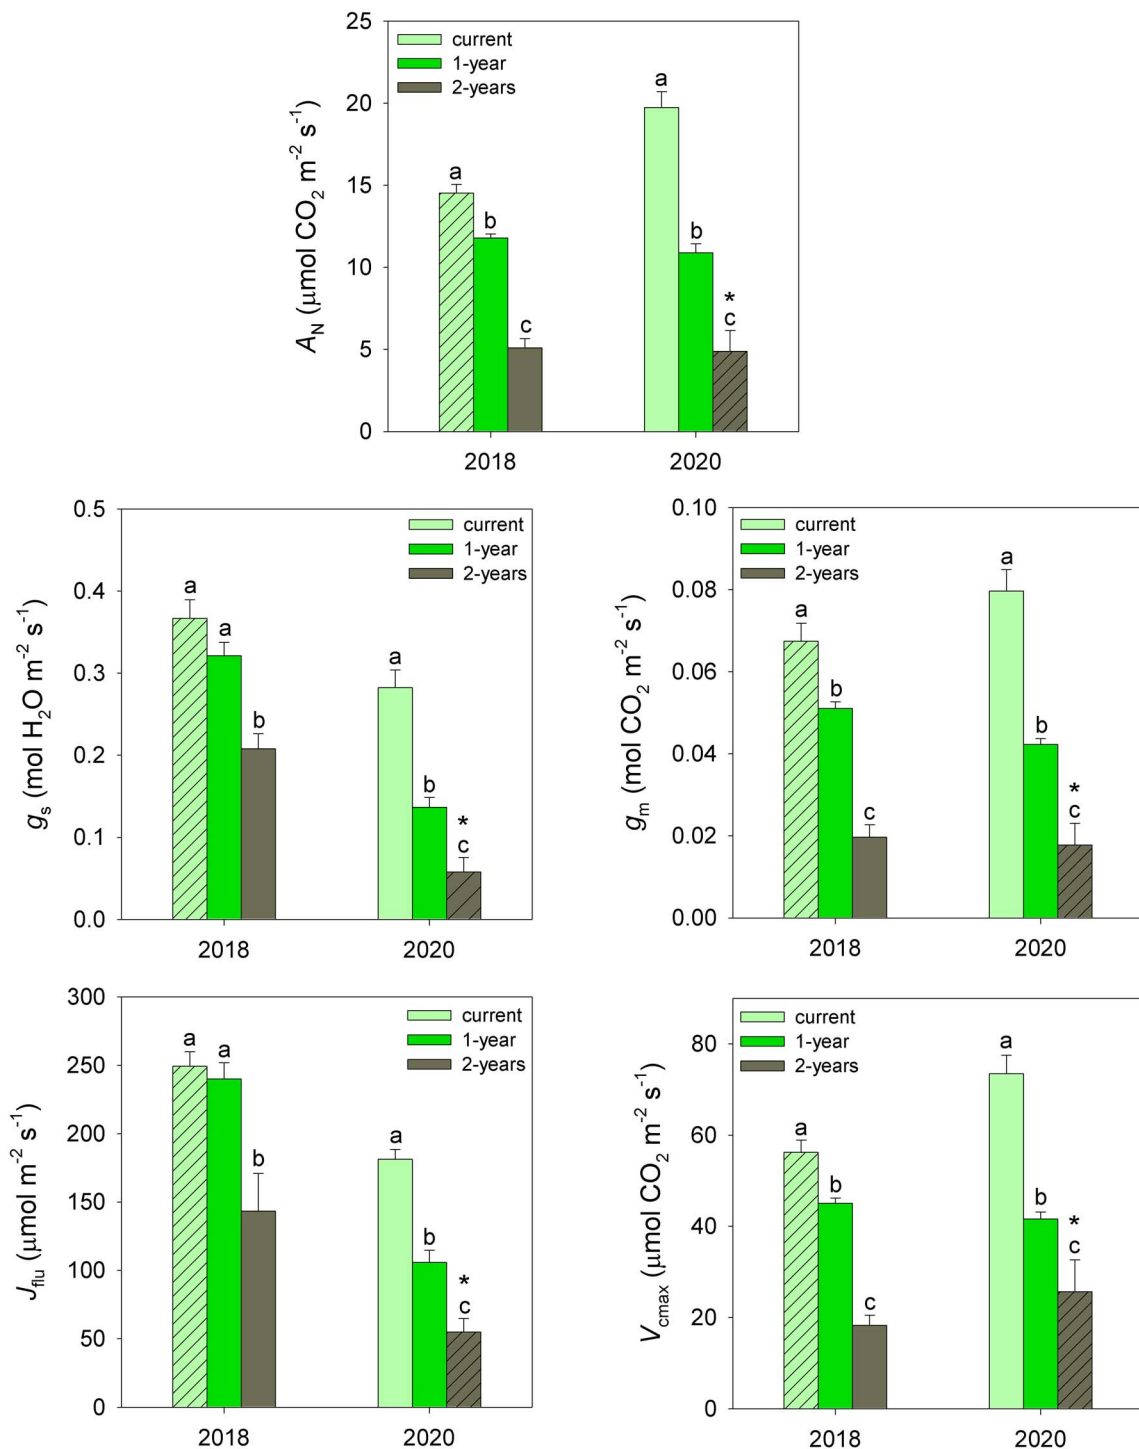 25
20
15
10
5
0
A_N (μmol CO₂ m⁻² s⁻¹)
current
1-year
2-years
a
b
c
a
b
*
c
2018
2020
0.5
0.4
0.3
0.2
0.1
0.0
g_s (mol H₂O m⁻² s⁻¹)
current
1-year
2-years
a
a
b
a
b
*
c
2018
2020
0.10
0.08
0.06
0.04
0.02
0.00
g_m (mol CO₂ m⁻² s⁻¹)
current
1-year
2-years
a
b
c
a
b
*
c
2018
2020
300
250
200
150
100
50
0
J_flu (μmol m⁻² s⁻¹)
current
1-year
2-years
a
a
b
a
b
*
c
2018
2020
80
60
40
20
0
V_cmax (μmol CO₂ m⁻² s⁻¹)
current
1-year
2-years
a
b
c
a
b
*
c
2018
2020